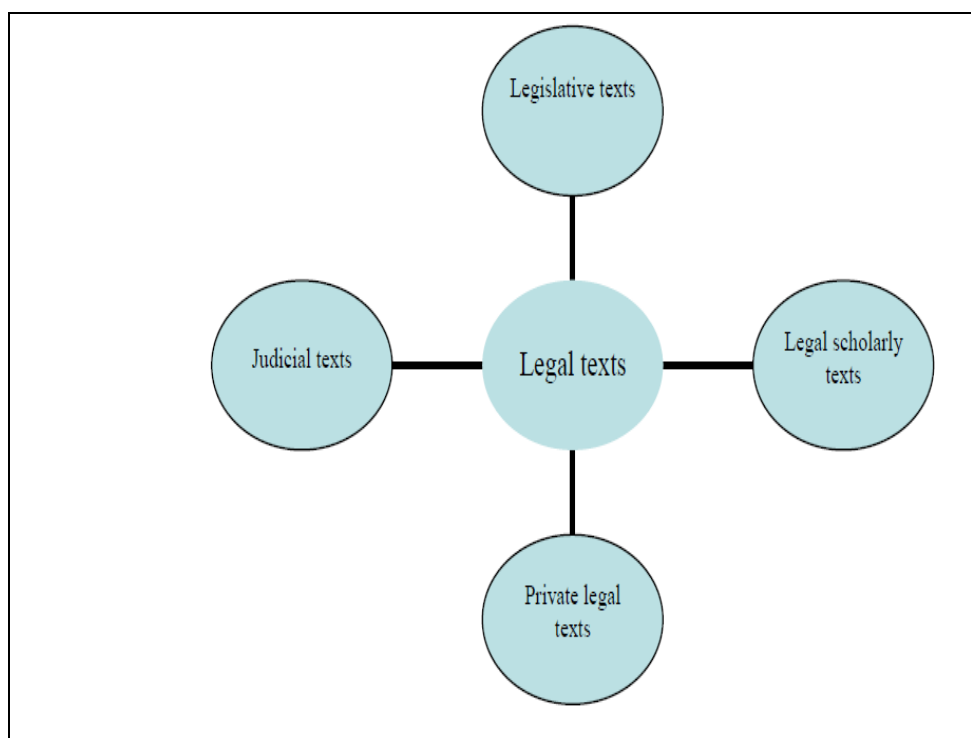 Legislative texts
Judicial texts
Legal texts
Legal scholarly
texts
Private legal
texts